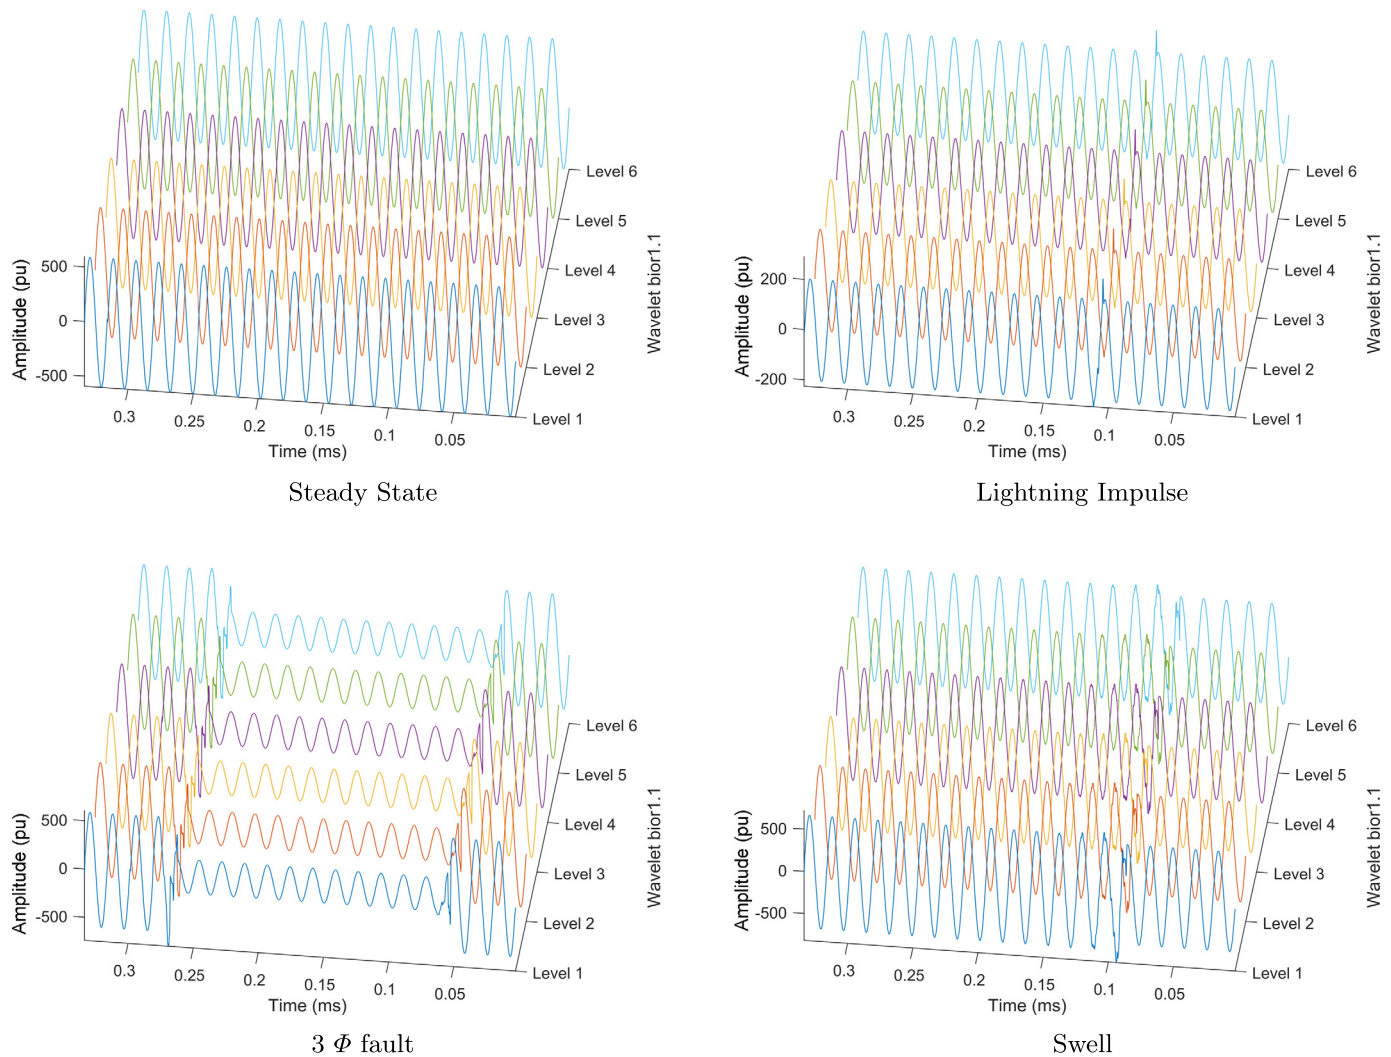 Level 6
Level 5
Level 4
Level 3
Level 2
Level 1
Wavelet bior1.1
500
0
-500
Amplitude (pu)
0.3
0.25
0.2
0.15
0.1
0.05
Time (ms)
Steady State
Level 6
Level 5
Level 4
Level 3
Level 2
Level 1
Wavelet bior1.1
200
0
-200
Amplitude (pu)
0.3
0.25
0.2
0.15
0.1
0.05
Time (ms)
Lightning Impulse
Level 6
Level 5
Level 4
Level 3
Level 2
Level 1
Wavelet bior1.1
500
0
-500
Amplitude (pu)
0.3
0.25
0.2
0.15
0.1
0.05
Time (ms)
3 Φ fault
Level 6
Level 5
Level 4
Level 3
Level 2
Level 1
Wavelet bior1.1
500
0
-500
Amplitude (pu)
0.3
0.25
0.2
0.15
0.1
0.05
Time (ms)
Swell